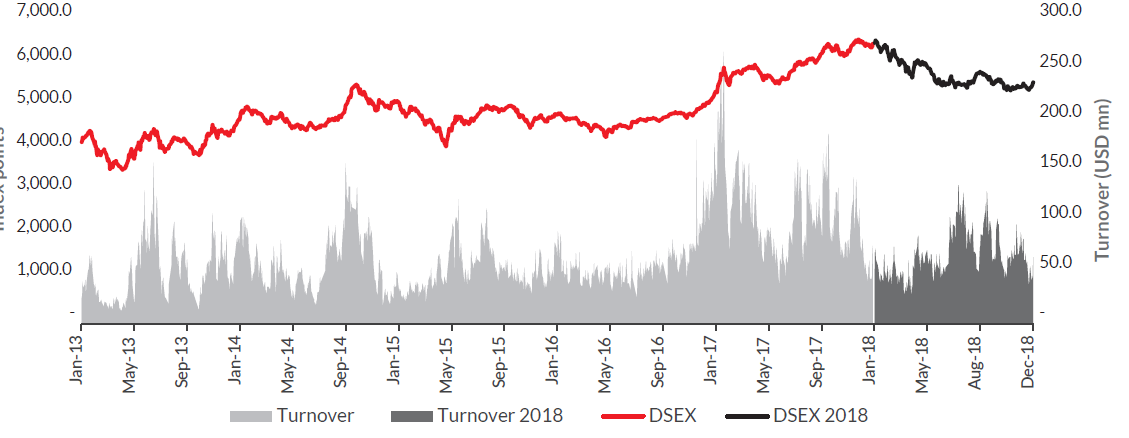 7,000.0
6,000.0
5,000.0
4,000.0
3,000.0
2,000.0
1,000.0
-
300.0
250.0
200.0
150.0
100.0
50.0
-
Index points
Turnover (USD mn)
Jan-13
May-13
Sep-13
Jan-14
May-14
Sep-14
Jan-15
May-15
Sep-15
Jan-16
May-16
Sep-16
Jan-17
May-17
Sep-17
Jan-18
May-18
Aug-18
Dec-18
Turnover Turnover 2018 DSEX DSEX 2018